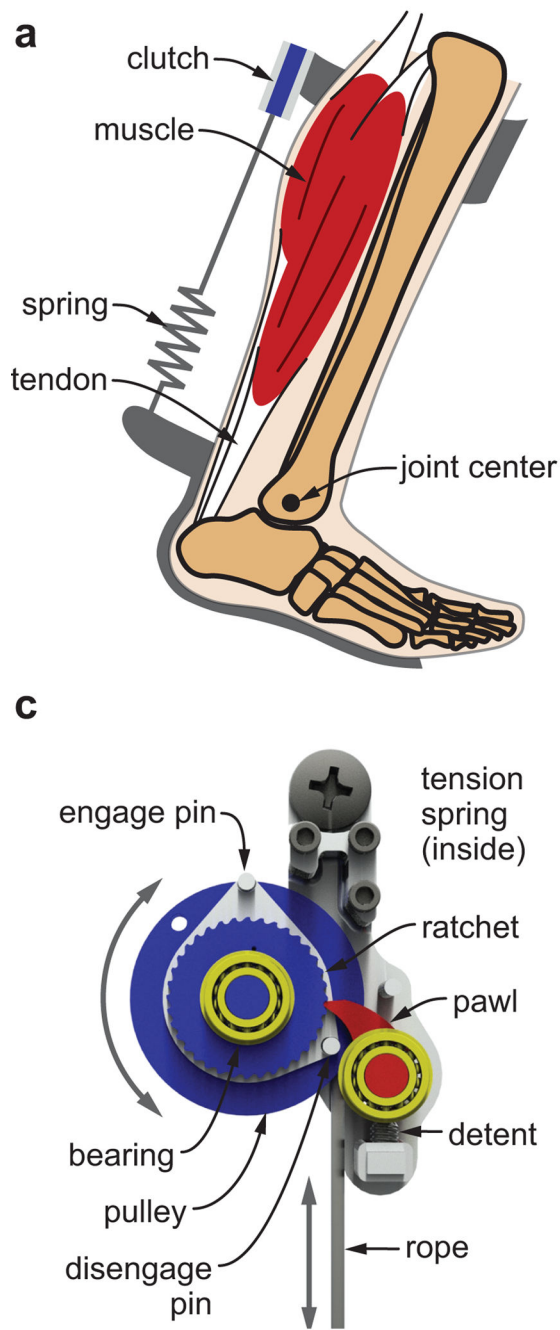 a
clutch
muscle
spring
tendon
joint center
c
tension
spring
(inside)
engage pin
ratchet
pawl
bearing
detent
pulley
rope
disengage
pin